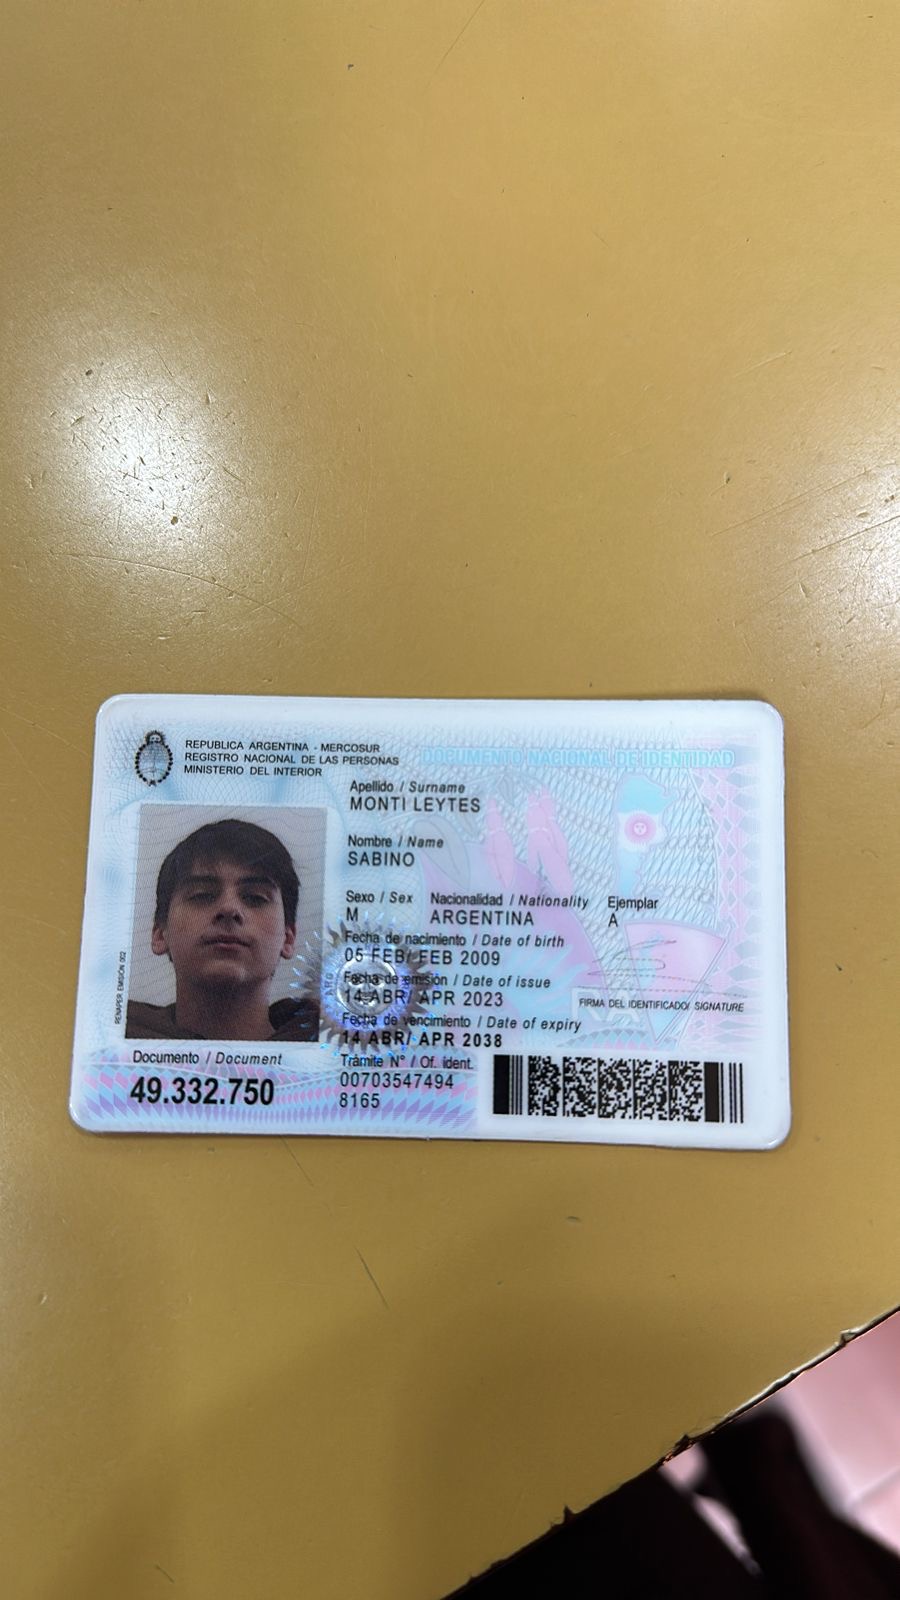 REPUBLICA ARGENTINA - MERCOSUR
REGISTRO NACIONAL DE LAS PERSONAS
MINISTERIO DEL INTERIOR
DOCUMENTO NACIONAL DE IDENTIDAD
Apellido / Surname
MONTI LEYTES
Nombre / Name
SABINO
Sexo / Sex Nacionalidad / Nationality Ejemplar
M ARGENTINA A
Fecha de nacimiento / Date of birth
05 FEB/ FEB 2009
Fecha de emisión / Date of issue
14 ABR/ APR 2023
FIRMA DEL IDENTIFICADO/ SIGNATURE
Fecha de vencimiento / Date of expiry
14 ABR/ APR 2038
Documento / Document
49.332.750
Trámite N° / Of. ident.
00703547494
8165
RENAPER EMISION 002
ARG